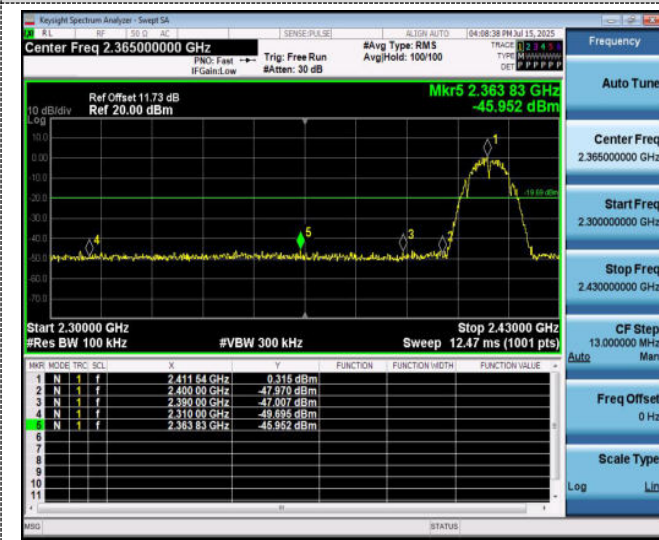 Keysight Spectrum Analyzer - Swept SA
RL RF 50 Ω AC SENSE:PULSE ALIGN AUTO 04:08:38 PM Jul 15, 2025
Center Freq 2.365000000 GHz
PNO: Fast Trig: Free Run #Avg Type: RMS TRACE 1 2 3 4 5 6
IFGain:Low #Atten: 30 dB Avg|Hold: 100/100 TYPE M WWWWW
DET P P P P P P
Frequency
Auto Tune
Center Freq
2.365000000 GHz
Start Freq
2.300000000 GHz
Stop Freq
2.430000000 GHz
CF Step
13.000000 MHz
Auto Man
Freq Offset
0 Hz
Scale Type
Log Lin
Ref Offset 11.73 dB
Ref 20.00 dBm
10 dB/div
Log
Mkr5 2.363 83 GHz
-45.952 dBm
10.0
0.00
-10.0
-20.0
-30.0
-40.0
-50.0
-60.0
-70.0
1
-19.69 dBm
4
5
3
2
Start 2.30000 GHz Stop 2.43000 GHz
#Res BW 100 kHz #VBW 300 kHz Sweep 12.47 ms (1001 pts)
MKR MODE TRC SCL X Y FUNCTION FUNCTION WIDTH FUNCTION VALUE
1 N 1 f 2.411 54 GHz 0.315 dBm
2 N 1 f 2.400 00 GHz -47.970 dBm
3 N 1 f 2.390 00 GHz -47.007 dBm
4 N 1 f 2.310 00 GHz -49.695 dBm
5 N 1 f 2.363 83 GHz -45.952 dBm
6
7
8
9
10
11
MSG STATUS